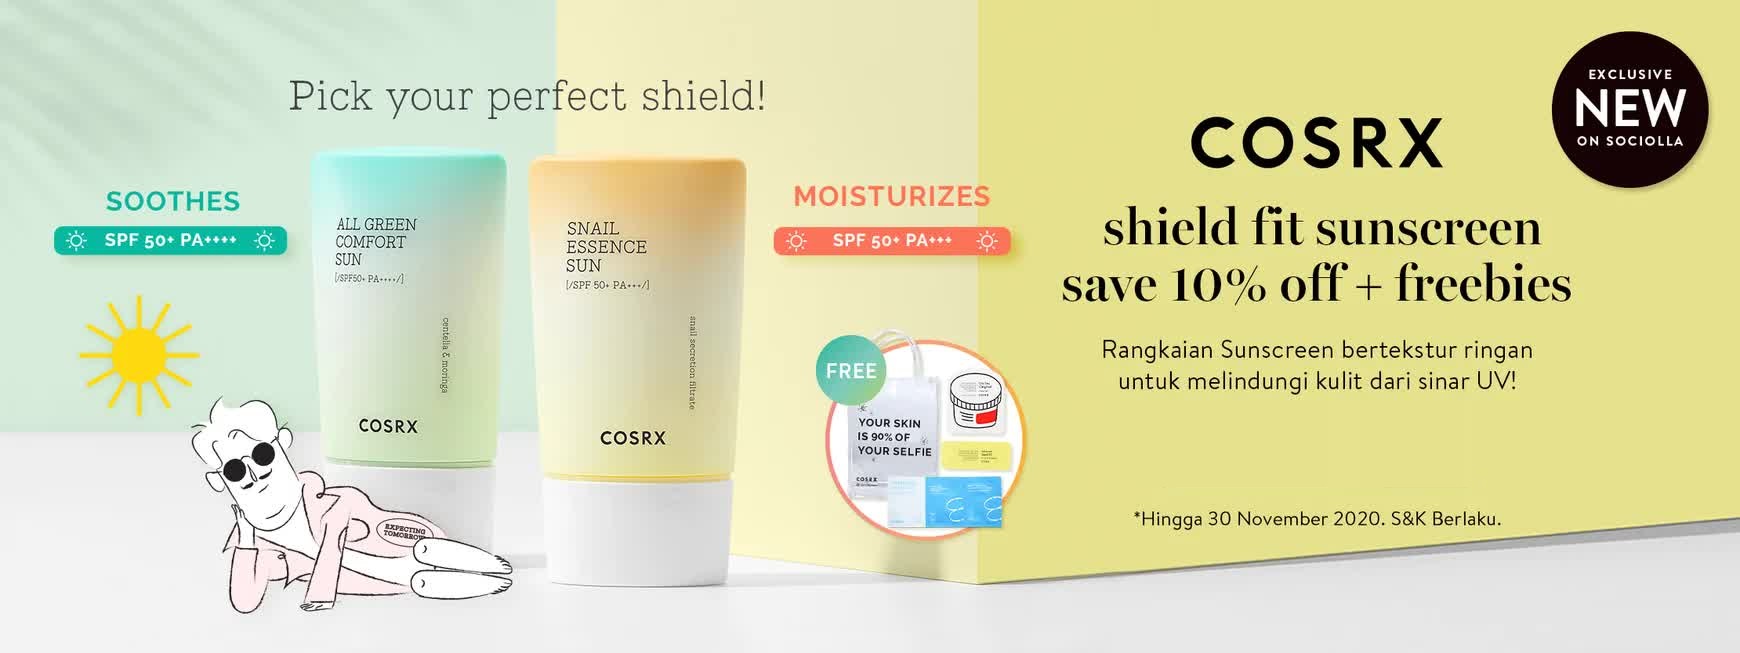 Pick your perfect shield!
SOOTHES
SPF 50+ PA++++
ALL GREEN
COMFORT
SUN
[/SPF50+ PA++++/]
centella & moringa
COSRX
SNAIL
ESSENCE
SUN
[/SPF 50+ PA+++/]
snail secretion filtrate
COSRX
MOISTURIZES
SPF 50+ PA+++
EXPECTING
TOMORROW
FREE
YOUR SKIN
IS 90% OF
YOUR SELFIE
COSRX
EXCLUSIVE
NEW
ON SOCIOLLA
COSRX
shield fit sunscreen
save 10% off + freebies
Rangkaian Sunscreen bertekstur ringan
untuk melindungi kulit dari sinar UV!
*Hingga 30 November 2020. S&K Berlaku.